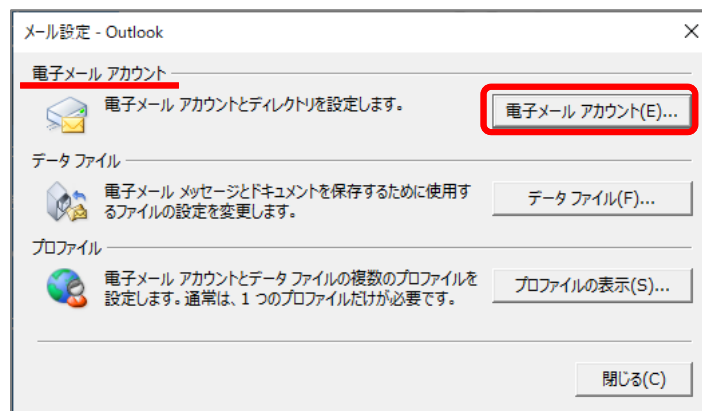 メール設定 - Outlook
電子メール アカウント
電子メール アカウントとディレクトリを設定します。
電子メール アカウント(E)...
データ ファイル
電子メール メッセージとドキュメントを保存するために使用す
るファイルの設定を変更します。
データ ファイル(F)...
プロファイル
電子メール アカウントとデータ ファイルの複数のプロファイルを
設定します。通常は、1 つのプロファイルだけが必要です。
プロファイルの表示(S)...
閉じる(C)